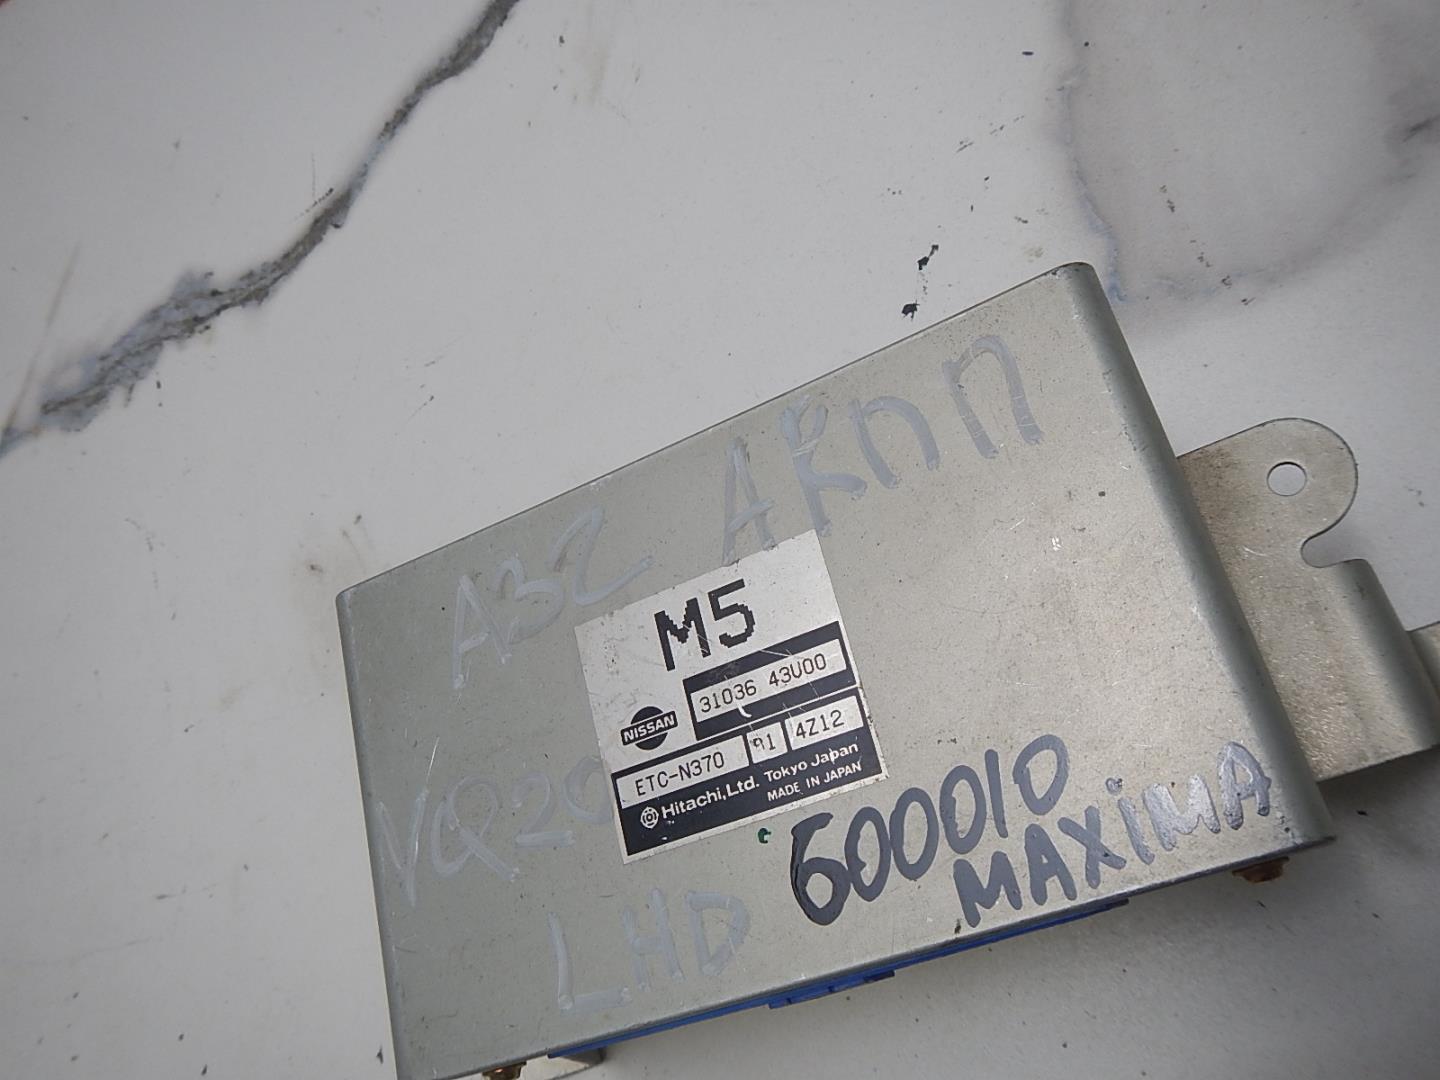 A32 АКПП
M5
31036 43U00
NISSAN
ETC-N370 R1 4Z12
Hitachi, Ltd. Tokyo Japan
MADE IN JAPAN
VQ20
600010
LHD
MAXiMA